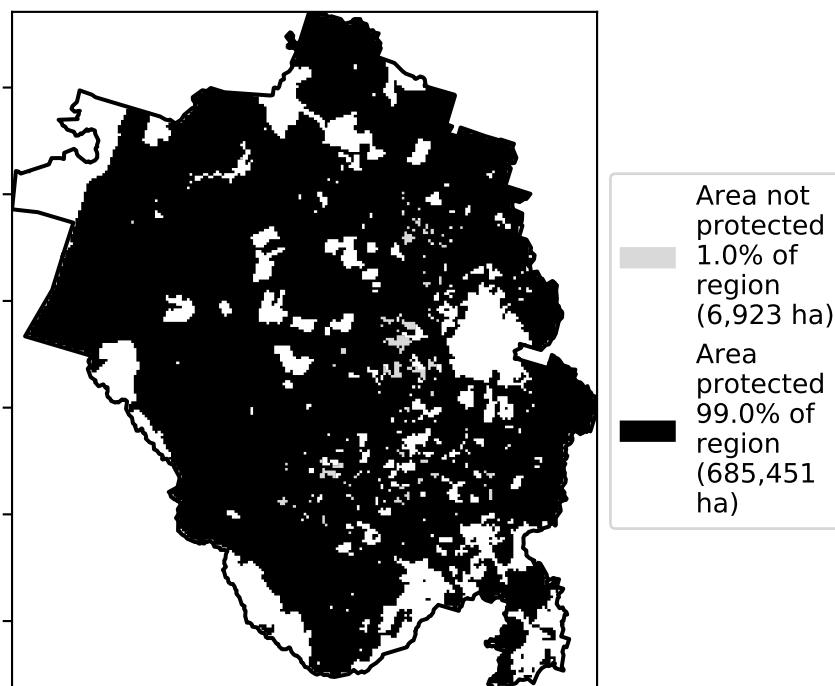 Area not
protected
1.0% of
region
(6,923 ha)
Area
protected
99.0% of
region
(685,451
ha)